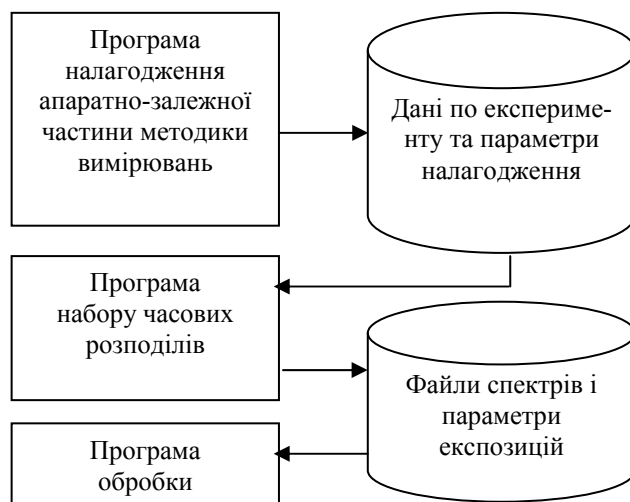 Програма
налагодження
апаратно-залежної
частини методики
вимірювань
Дані по експериме-
нту та параметри
налагодження
Програма
набору часових
розподілів
Файли спектрів і
параметри
експозицій
Програма
обробки